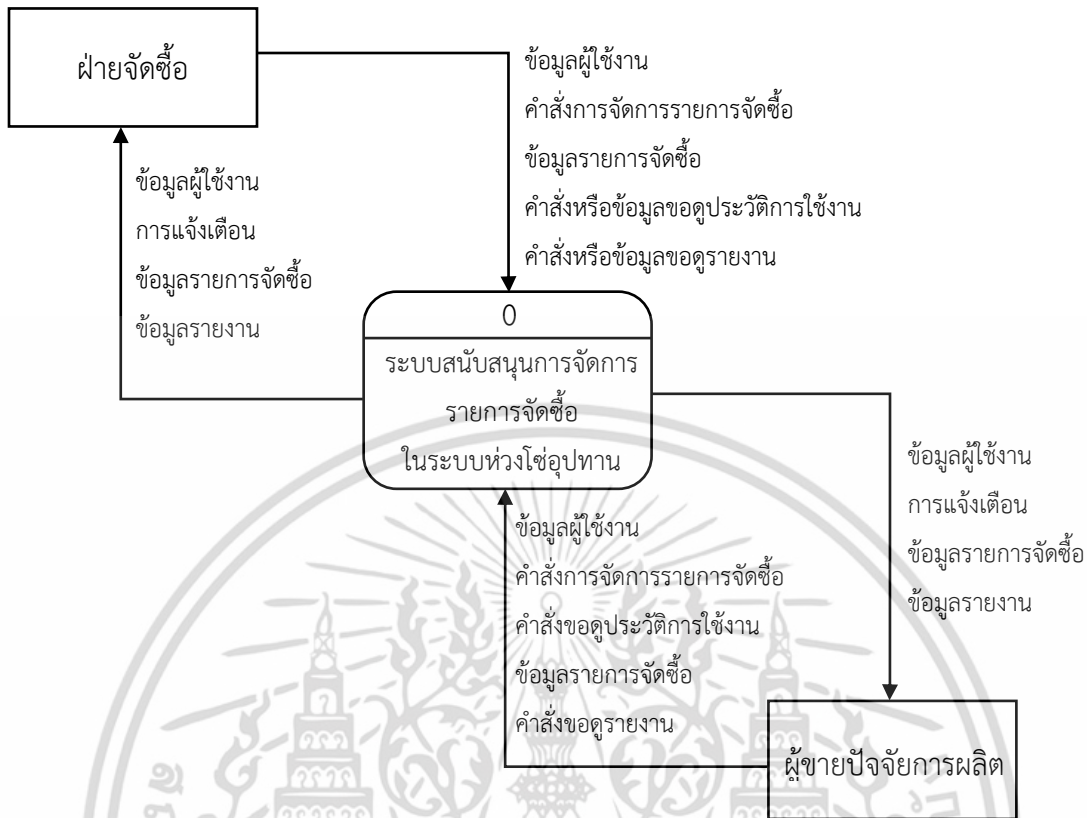 ฝ่ายจัดซื้อ
ข้อมูลผู้ใช้งาน
คำสั่งการจัดการรายการจัดซื้อ
ข้อมูลรายการจัดซื้อ
คำสั่งหรือข้อมูลขอดูประวัติการใช้งาน
คำสั่งหรือข้อมูลขอดูรายงาน
ข้อมูลผู้ใช้งาน
การแจ้งเตือน
ข้อมูลรายการจัดซื้อ
ข้อมูลรายงาน
0
ระบบสนับสนุนการจัดการ
รายการจัดซื้อ
ในระบบห่วงโซ่อุปทาน
ข้อมูลผู้ใช้งาน
การแจ้งเตือน
ข้อมูลรายการจัดซื้อ
ข้อมูลรายงาน
ข้อมูลผู้ใช้งาน
คำสั่งการจัดการรายการจัดซื้อ
คำสั่งขอดูประวัติการใช้งาน
ข้อมูลรายการจัดซื้อ
คำสั่งขอดูรายงาน
ผู้ขายปัจจัยการผลิต